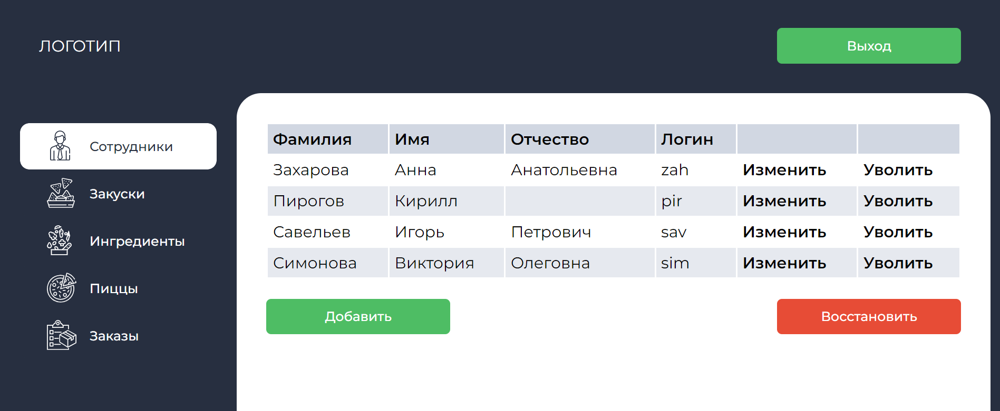 ЛОГОТИП
Выход
Сотрудники
Закуски
Ингредиенты
Пиццы
Заказы
Фамилия Имя Отчество Логин
Захарова Анна Анатольевна zah Изменить Уволить
Пирогов Кирилл pir Изменить Уволить
Савельев Игорь Петрович sav Изменить Уволить
Симонова Виктория Олеговна sim Изменить Уволить
Добавить
Восстановить